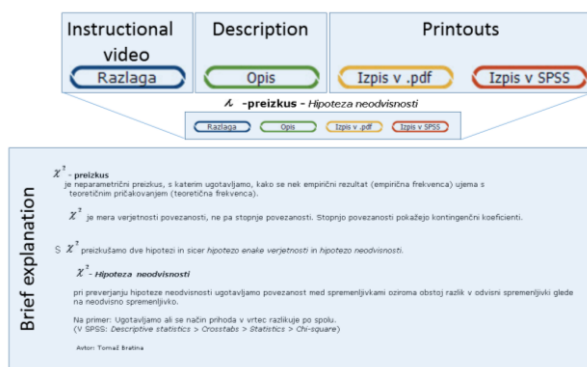 Instructional video
Description
Printouts
Razlaga
Opis
Izpis v .pdf
Izpis v SPSS
-preizkus - Hipoteza neodvisnosti
Razlaga
Opis
Izpis v .pdf
Izpis v SPSS
Brief explanation
χ² - preizkus
je neparametrični preizkus, s katerim ugotavljamo, kako se nek empirični rezultat (empirična frekvenca) ujema s
teoretičnim pričakovanjem (teoretična frekvenca).
χ² je mera verjetnosti povezanosti, ne pa stopnje povezanosti. Stopnjo povezanosti pokažejo kontingenčni koeficienti.
S χ² preizkušamo dve hipotezi in sicer hipotezo enake verjetnosti in hipotezo neodvisnosti.
χ² - Hipoteza neodvisnosti
pri preverjanju hipoteze neodvisnosti ugotavljamo povezanost med spremenljivkami oziroma obstoj razlik v odvisni spremenljivki glede
na neodvisno spremenljivko.
Na primer: Ugotavljamo ali se način prihoda v vrtec razlikuje po spolu.
(V SPSS: Descriptive statistics > Crosstabs > Statistics > Chi-square)
Avtor: Tomaž Bratina